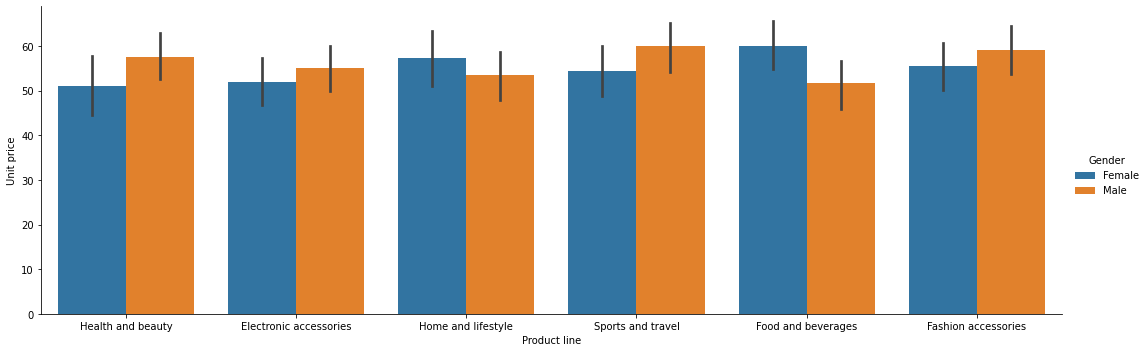 60
50
40
30
20
10
0
Unit price
Health and beauty
Electronic accessories
Home and lifestyle
Sports and travel
Food and beverages
Fashion accessories
Product line
Gender
Female
Male